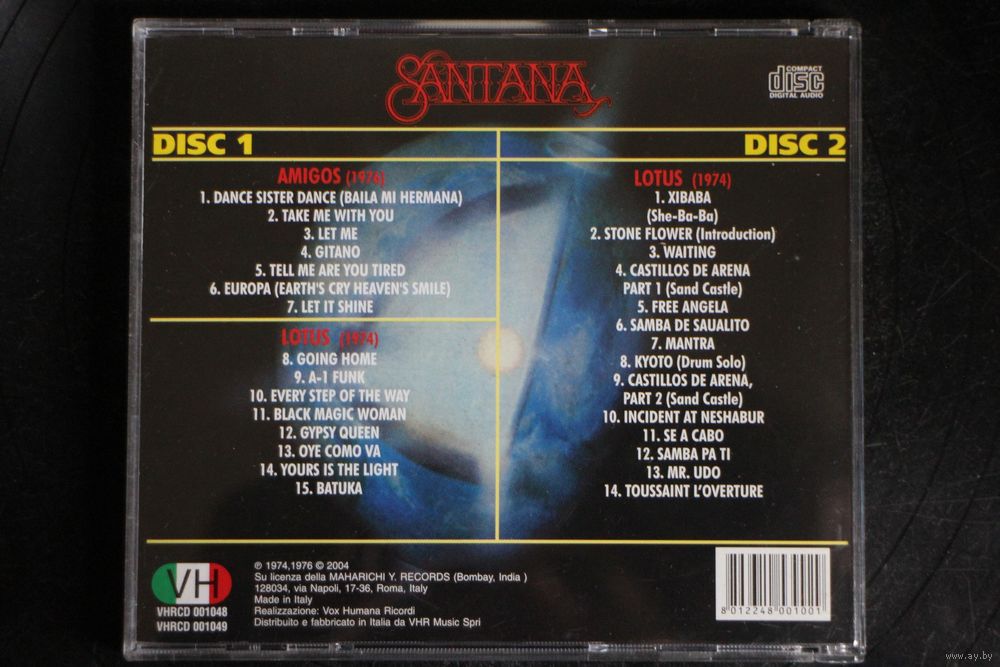 SANTANA
COMPACT
disc
DIGITAL AUDIO
DISC 1
AMIGOS (1976)
1. DANCE SISTER DANCE (BAILA MI HERMANA)
2. TAKE ME WITH YOU
3. LET ME
4. GITANO
5. TELL ME ARE YOU TIRED
6. EUROPA (EARTH'S CRY HEAVEN'S SMILE)
7. LET IT SHINE
LOTUS (1974)
8. GOING HOME
9. A-1 FUNK
10. EVERY STEP OF THE WAY
11. BLACK MAGIC WOMAN
12. GYPSY QUEEN
13. OYE COMO VA
14. YOURS IS THE LIGHT
15. BATUKA
DISC 2
LOTUS (1974)
1. XIBABA
(She-Ba-Ba)
2. STONE FLOWER (Introduction)
3. WAITING
4. CASTILLOS DE ARENA
PART 1 (Sand Castle)
5. FREE ANGELA
6. SAMBA DE SAUALITO
7. MANTRA
8. KYOTO (Drum Solo)
9. CASTILLOS DE ARENA,
PART 2 (Sand Castle)
10. INCIDENT AT NESHABUR
11. SE A CABO
12. SAMBA PA TI
13. MR. UDO
14. TOUSSAINT L'OVERTURE
VH
VHRCD 001048
VHRCD 001049
℗ 1974,1976 © 2004
Su licenza della MAHARICHI Y. RECORDS (Bombay, India )
128034, via Napoli, 17-36, Roma, Italy
Made in Italy
Realizzazione: Vox Humana Ricordi
Distribuito e fabbricato in Italia da VHR Music Spri
8 012248 001001
www.ay.by